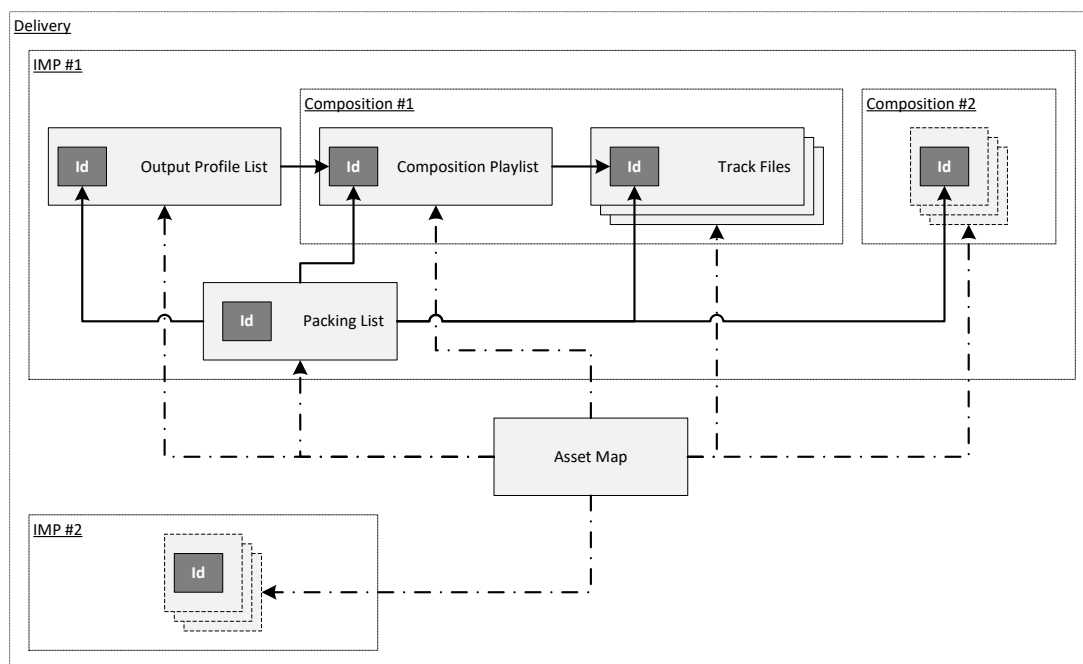 Delivery
IMP #1
Composition #1
Composition #2
Id
Output Profile List
Id
Composition Playlist
Id
Track Files
Id
Id
Packing List
Asset Map
IMP #2
Id